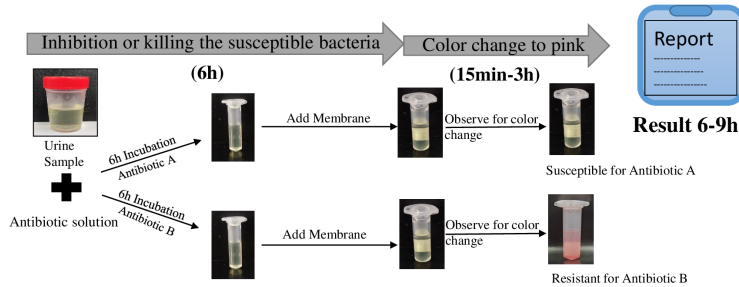 Inhibition or killing the susceptible bacteria
Color change to pink
(6h)
(15min-3h)
Report
Result 6-9h
Urine
Sample
Antibiotic solution
6h Incubation
Antibiotic A
Add Membrane
Observe for color
change
Susceptible for Antibiotic A
6h Incubation
Antibiotic B
Add Membrane
Observe for color
change
Resistant for Antibiotic B